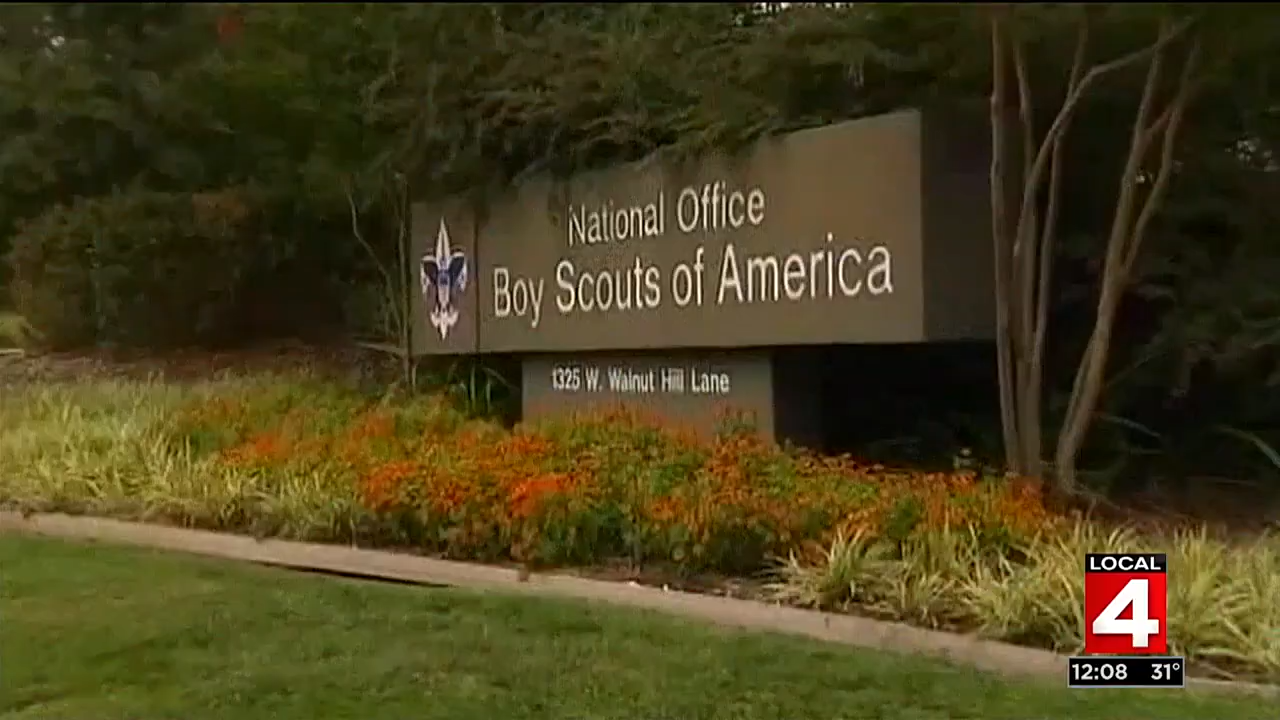 National Office
Boy Scouts of America
1325 W. Walnut Hill Lane
LOCAL
4
12:08 31°